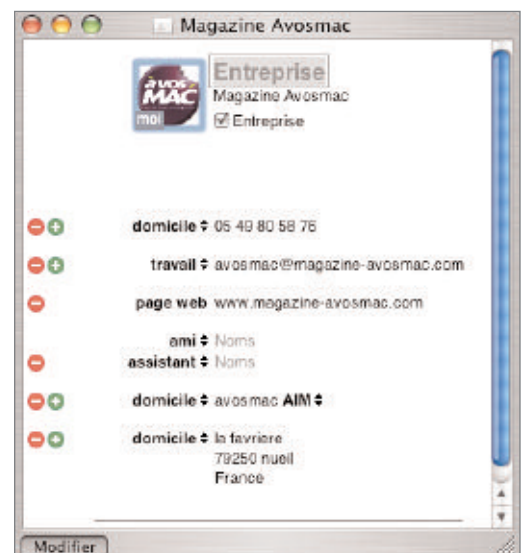 Magazine Avosmac
àvos
MAC
moi
Entreprise
Magazine Avosmac
Entreprise
domicile 05 49 80 58 76
travail avosmac@magazine-avosmac.com
page web www.magazine-avosmac.com
ami Noms
assistant Noms
domicile avosmac AIM
domicile la favriere
79250 nueil
France
Modifier